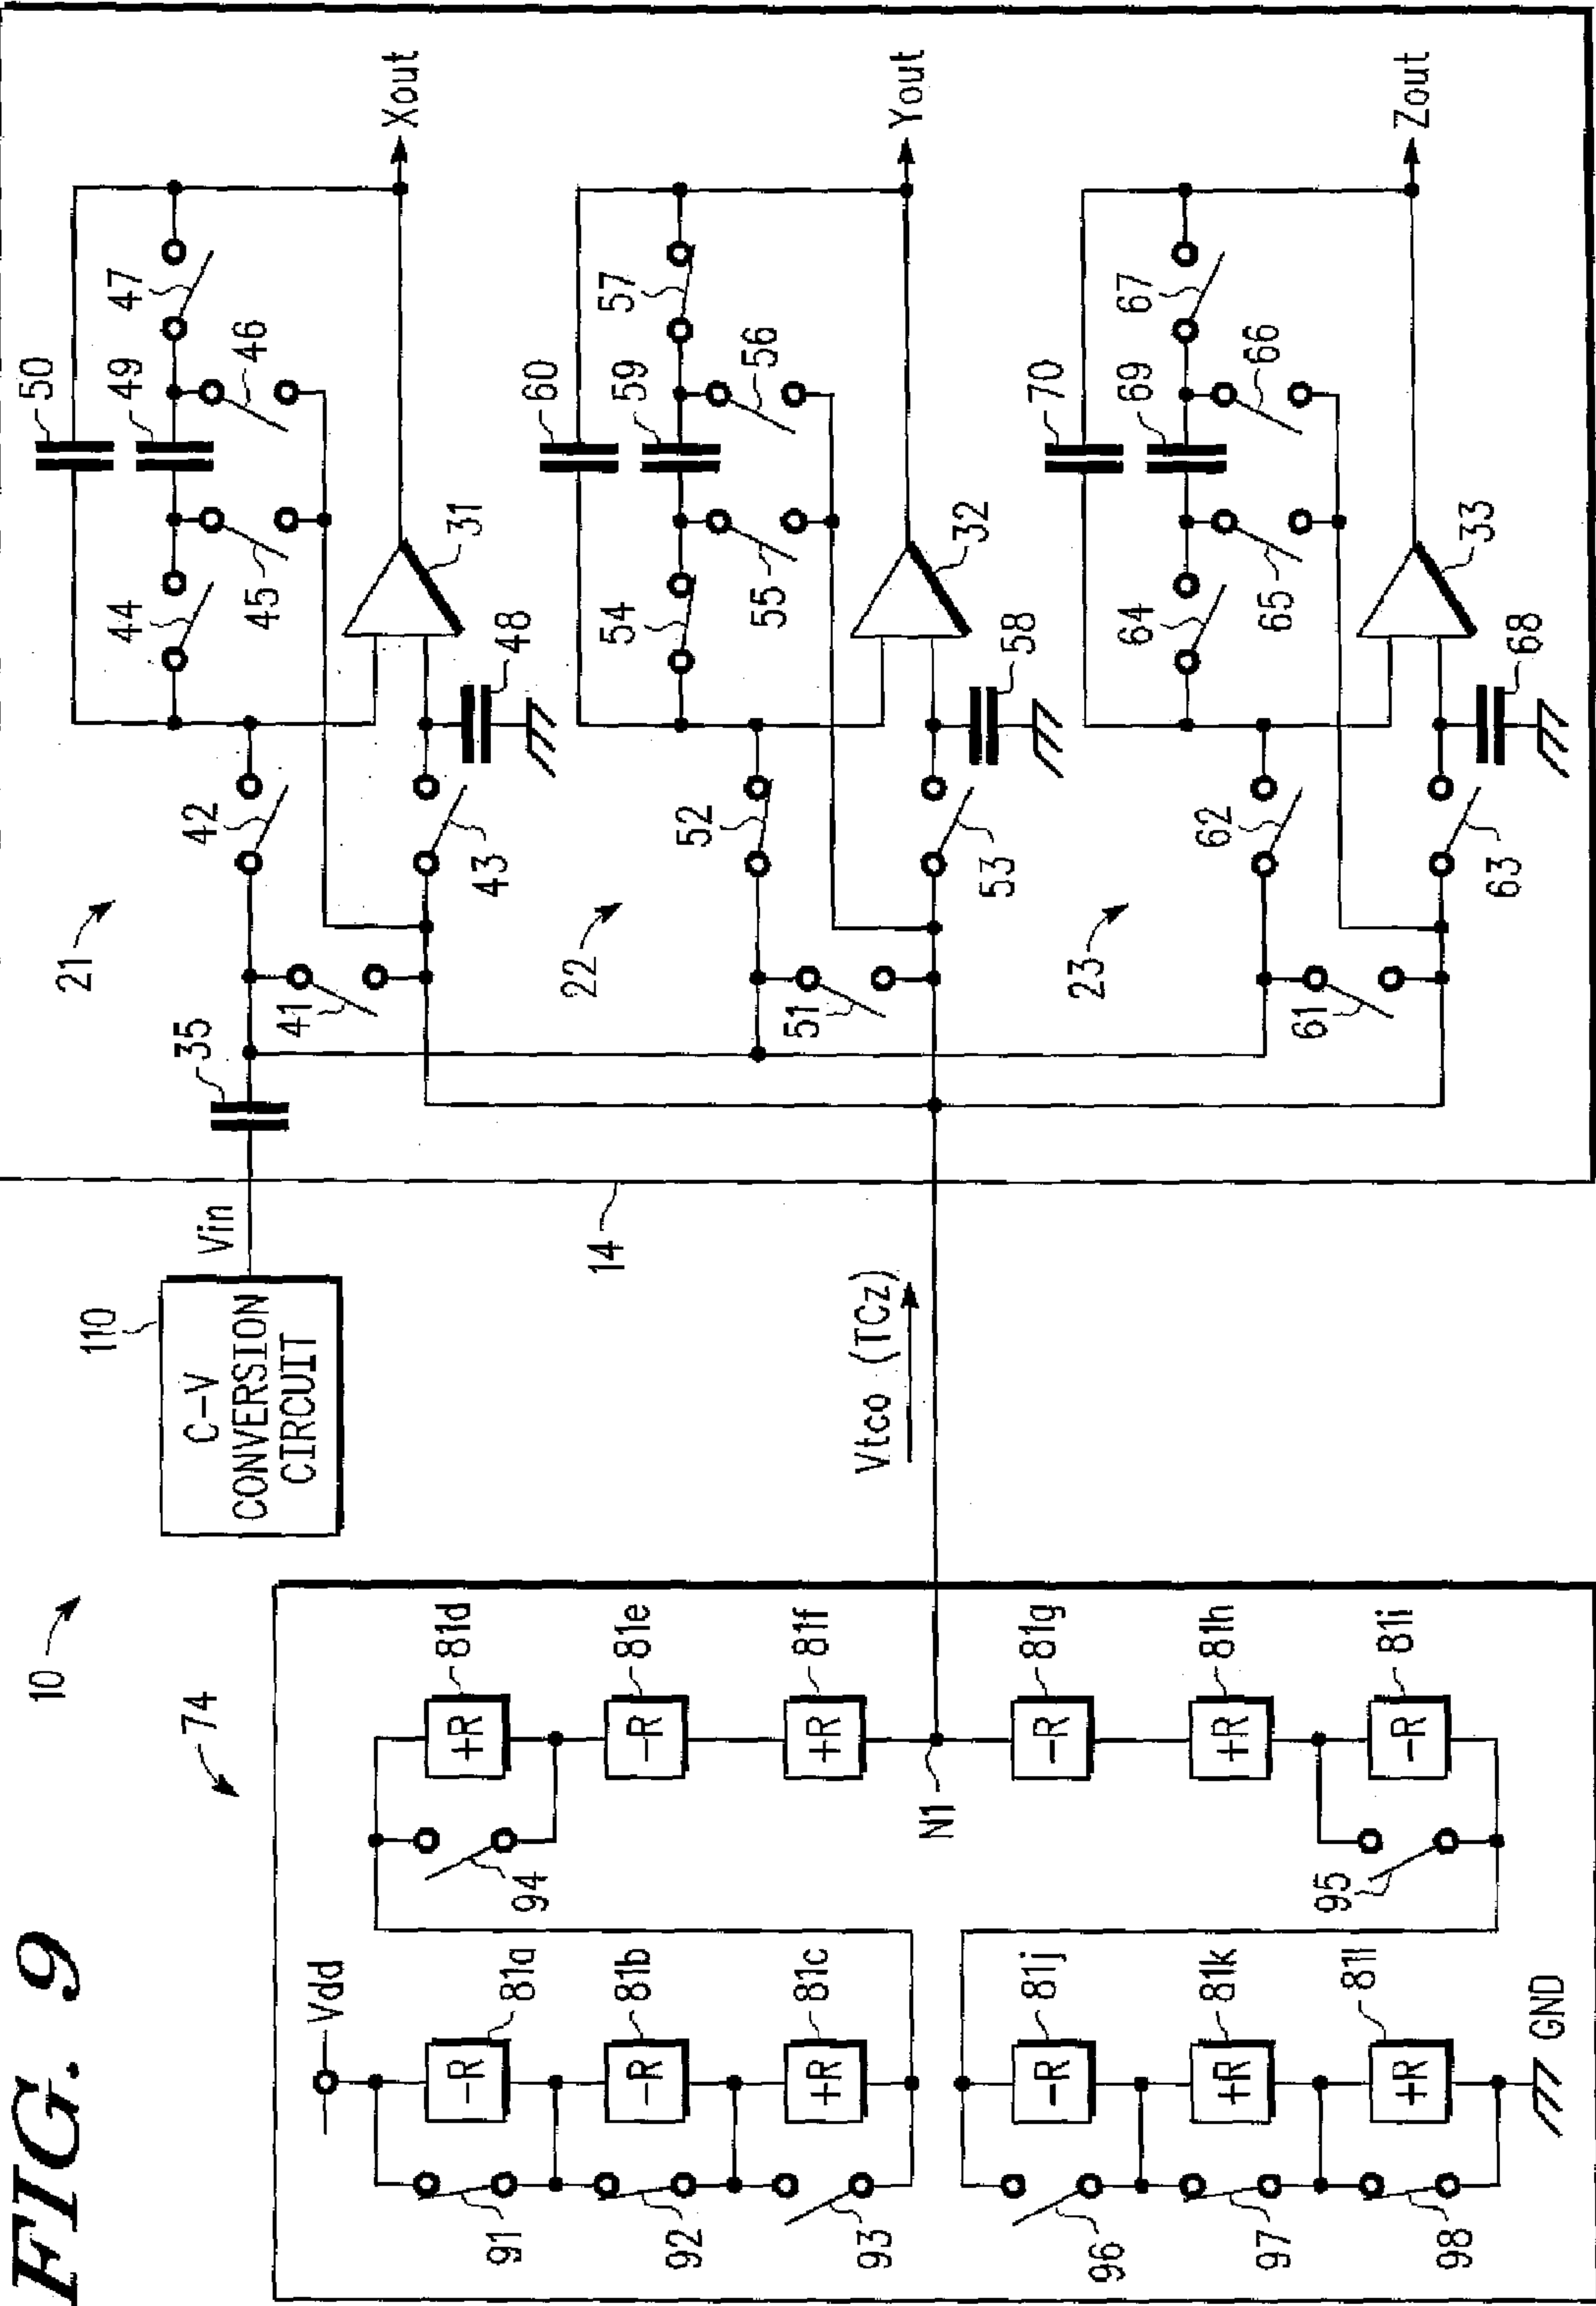 FIG. 9
10
74
Vdd
91
92
93
-R
-R
+R
81a
81b
81c
94
+R
-R
+R
81d
81e
81f
N1
96
97
98
-R
+R
+R
81j
81k
81l
GND
95
-R
+R
-R
81g
81h
81i
110
C-V
CONVERSION
CIRCUIT
Vin
Vtco (TCz)
14
35
21
41
42
43
44
45
46
47
48
49
50
31
Xout
22
51
52
53
54
55
56
57
58
59
60
32
Yout
23
61
62
63
64
65
66
67
68
69
70
33
Zout